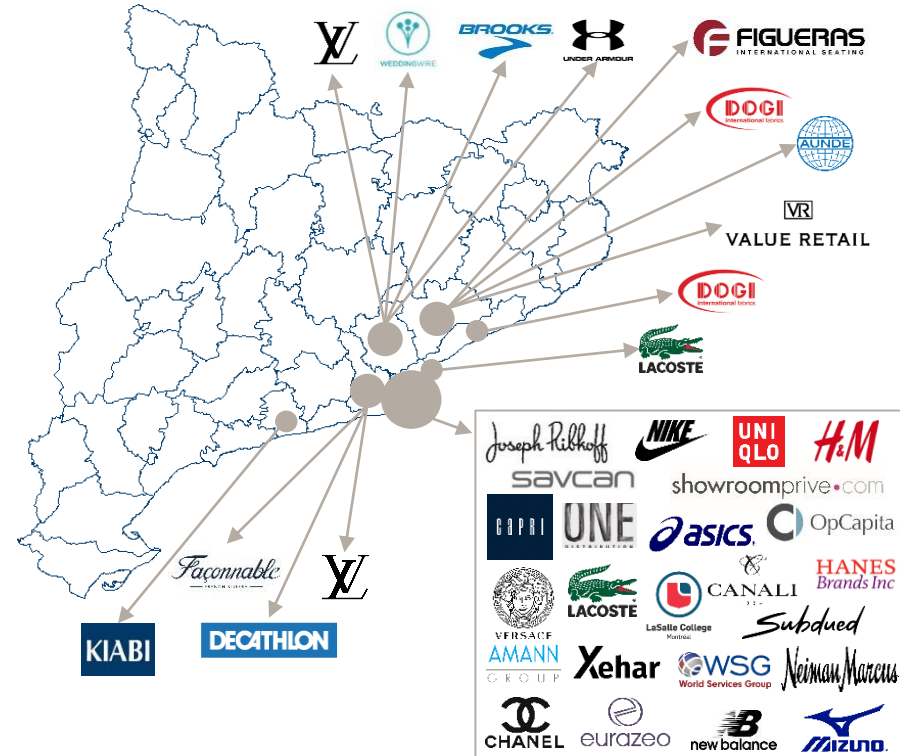 LV
WEDDINGWIRE
BROOKS
UNDER ARMOUR
FIGUERAS
INTERNATIONAL SEATING
DOGI
international fabrics
AUNDE
VR
VALUE RETAIL
DOGI
international fabrics
LACOSTE
Joseph Ribkoff
NIKE
UNI
QLO
H&M
savcan
showroomprive•com
CAPRI
UNE
DISTRIBUTION
asics
OpCapita
Façonnable
LV
HANES
Brands Inc
CANALI
VERSACE
LACOSTE
LaSalle College
Montréal
Subdued
KIABI
DECATHLON
AMANN
GROUP
Xehar
WSG
World Services Group
Neiman Marcus
CHANEL
eurazeo
new balance
MIZUNO